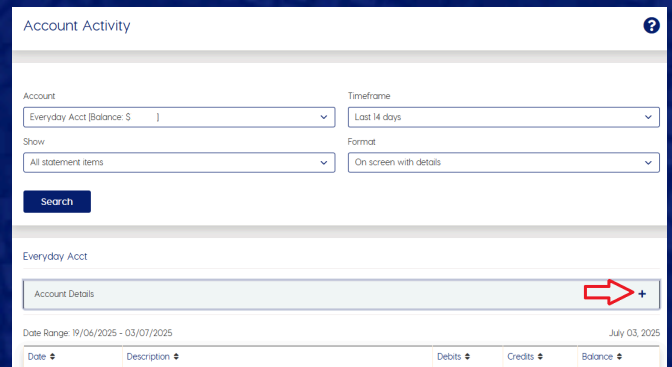 Account Activity
?
Account
Timeframe
Everyday Acct [Balance: $ ]
Last 14 days
Show
Format
All statement items
On screen with details
Search
Everyday Acct
Account Details +
Date Range: 19/06/2025 - 03/07/2025
July 03, 2025
Date Description Debits Credits Balance